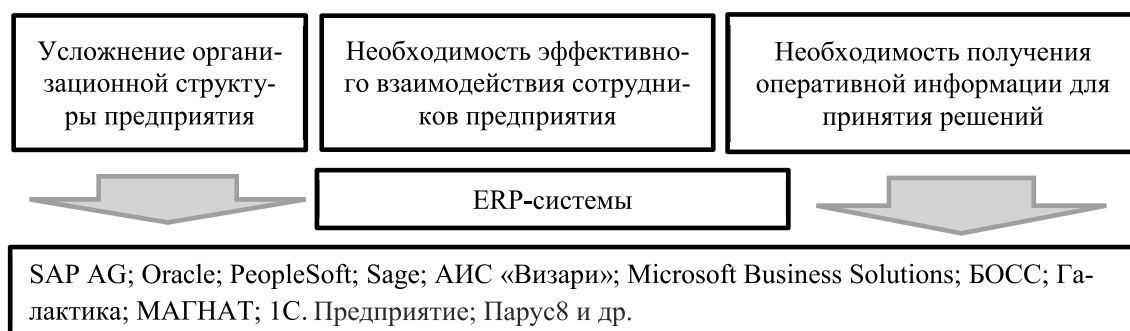 Усложнение органи-
зационной структу-
ры предприятия
Необходимость эффективно-
го взаимодействия сотрудни-
ков предприятия
Необходимость получения
оперативной информации для
принятия решений
ERP-системы
SAP AG; Oracle; PeopleSoft; Sage; АИС «Визари»; Microsoft Business Solutions; БОСС; Га-
лактика; МАГНАТ; 1С. Предприятие; Парус8 и др.